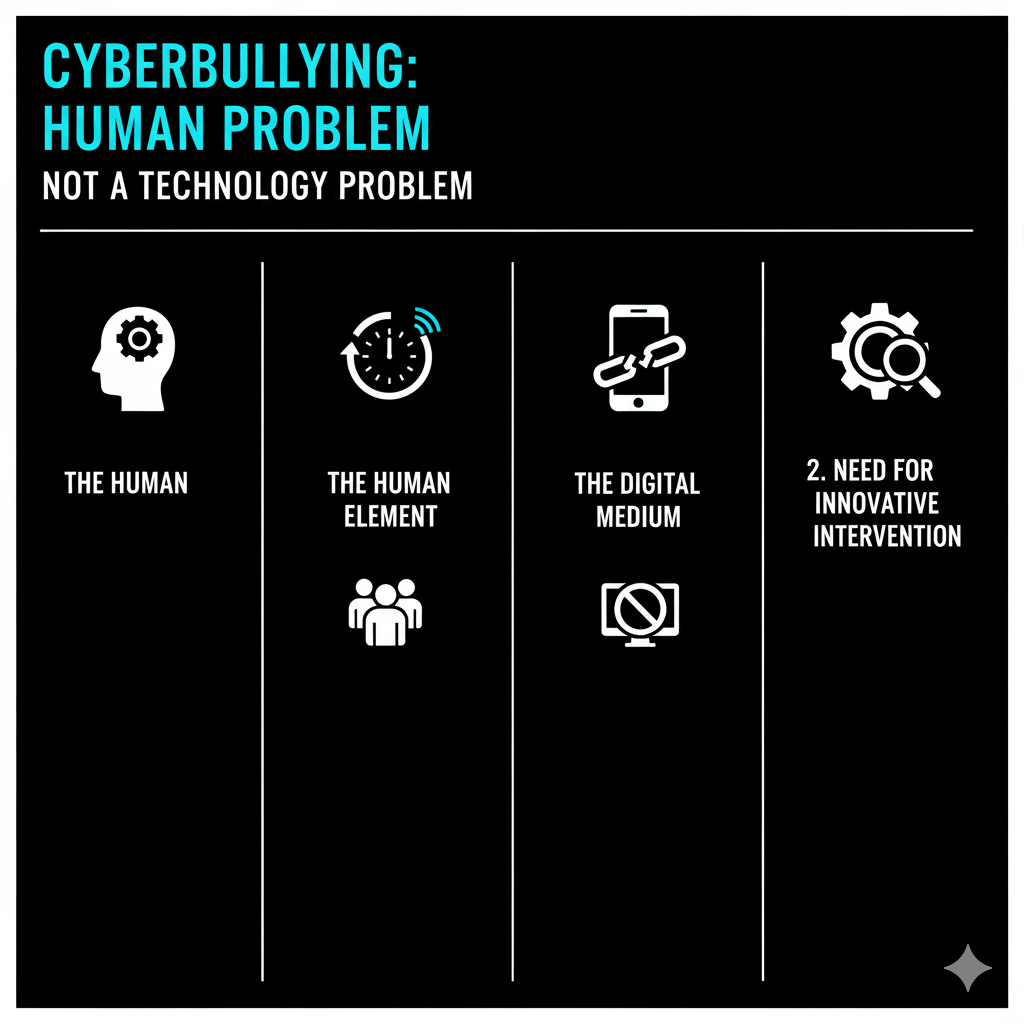 CYBERBULLYING:
HUMAN PROBLEM
NOT A TECHNOLOGY PROBLEM
THE HUMAN
THE HUMAN
ELEMENT
THE DIGITAL
MEDIUM
2. NEED FOR
INNOVATIVE
INTERVENTION